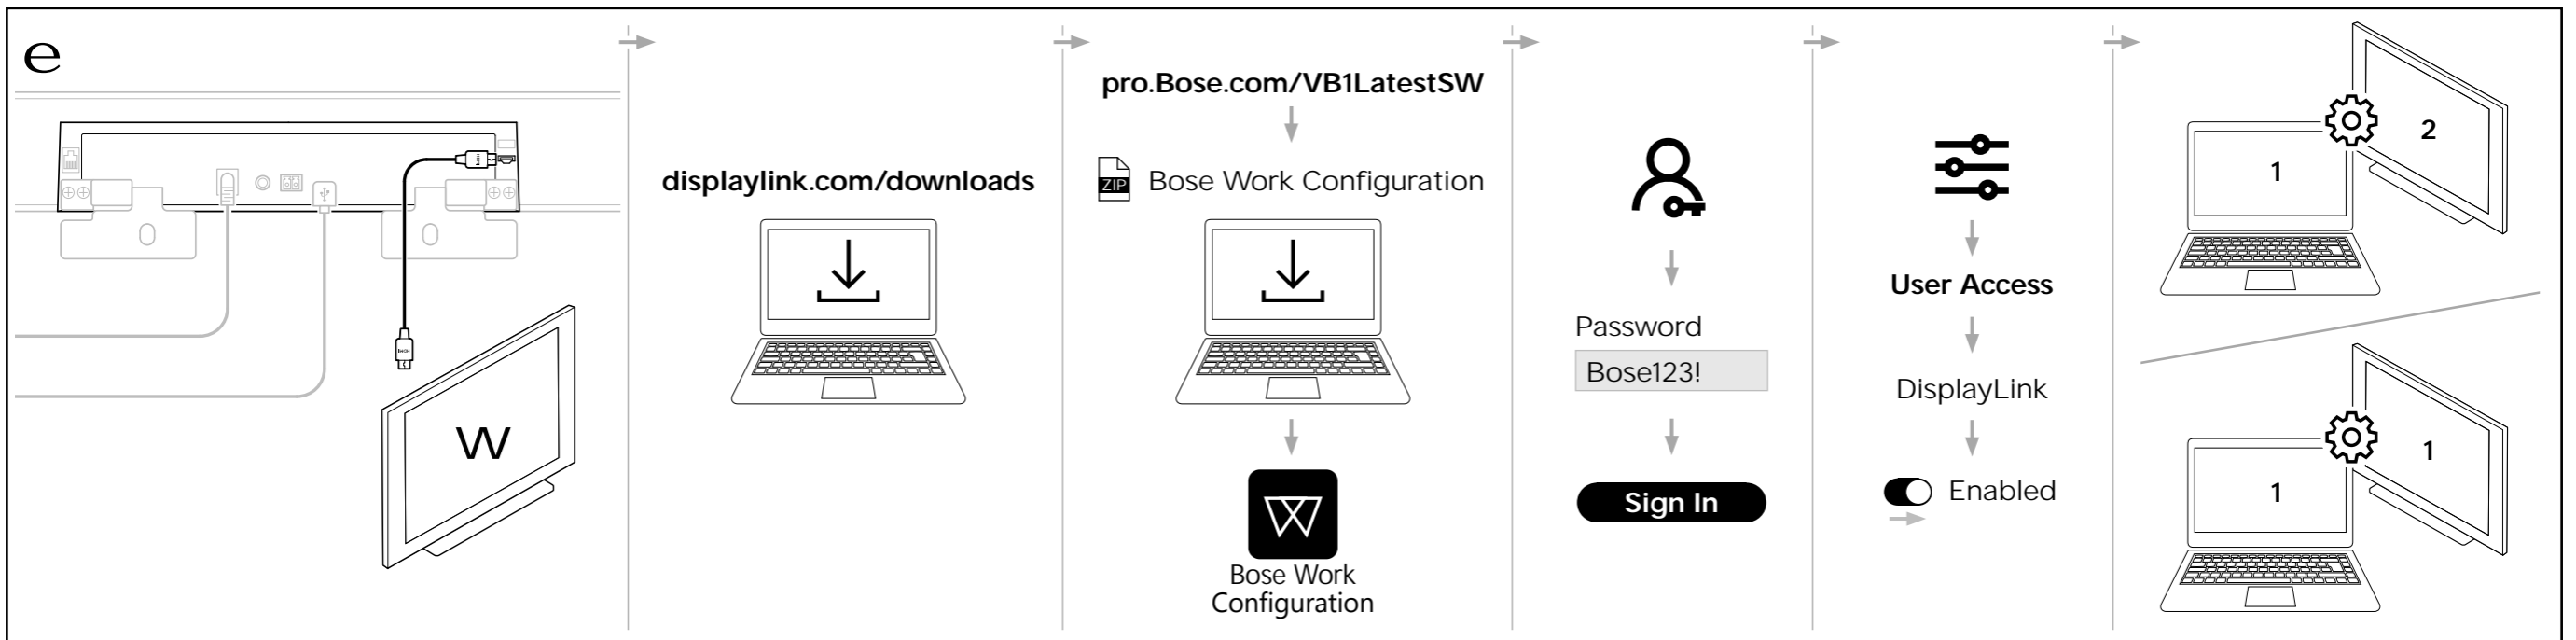 e
W
displaylink.com/downloads
pro.Bose.com/VB1LatestSW
ZIP
Bose Work Configuration
Bose Work
Configuration
Password
Bose123!
Sign In
User Access
DisplayLink
Enabled
1
2
1
1